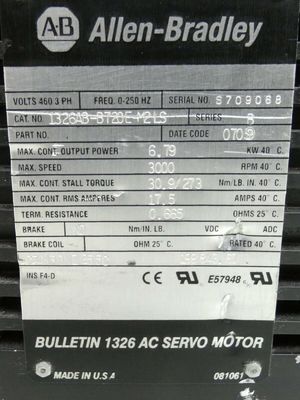 AB Allen-Bradley
VOLTS 460 3 PH FREQ. 0-250 HZ SERIAL NO. S709068
CAT. NO. 1326AB-B720E-M2LS SERIES B
PART NO. DATE CODE 0709
MAX. CONT. OUTPUT POWER 6.79 KW 40° C.
MAX. SPEED 3000 RPM 40° C.
MAX. CONT. STALL TORQUE 30.9/273 Nm/LB. IN. 40° C.
MAX. CONT. RMS AMPERES 17.5 AMPS 40° C.
TERM. RESISTANCE 0.665 OHMS 25° C.
BRAKE Nm/LB. IN. VDC ADC
BRAKE COIL OHM 25° C. RATED 40° C.
INS F4-D CE UR E57948
BULLETIN 1326 AC SERVO MOTOR
MADE IN U.S.A 081061